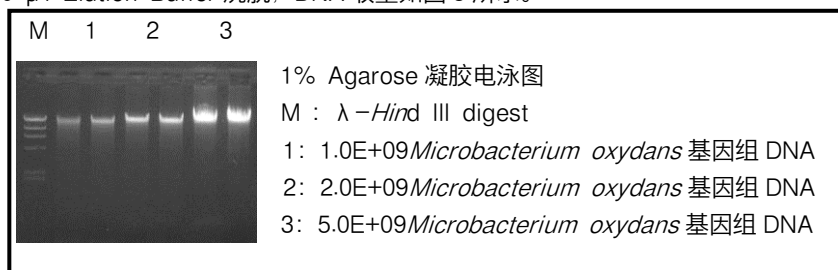 M 1 2 3
1% Agarose 凝胶电泳图
M : λ-Hind III digest
1: 1.0E+09Microbacterium oxydans 基因组 DNA
2: 2.0E+09Microbacterium oxydans 基因组 DNA
3: 5.0E+09Microbacterium oxydans 基因组 DNA